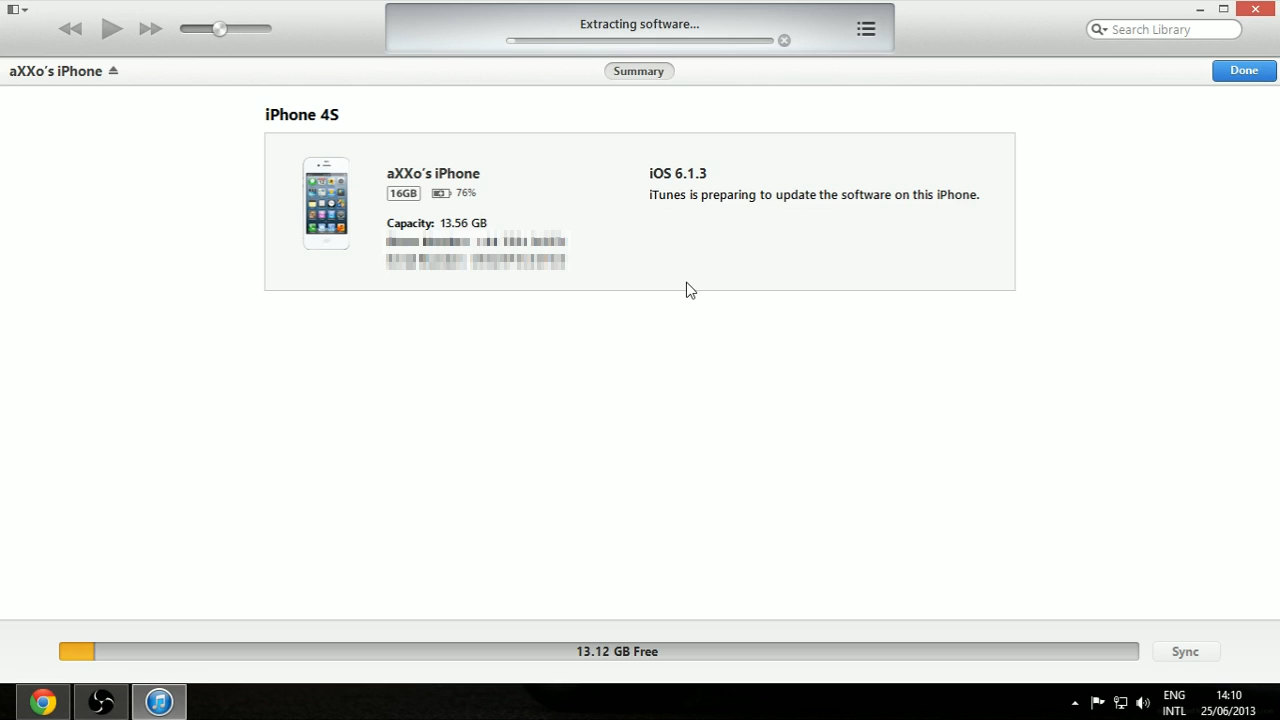 Extracting software...
Search Library
aXXo's iPhone
Summary
Done
iPhone 4S
aXXo's iPhone
16GB 76%
Capacity: 13.56 GB
iOS 6.1.3
iTunes is preparing to update the software on this iPhone.
13.12 GB Free
Sync
ENG
INTL
14:10
25/06/2013